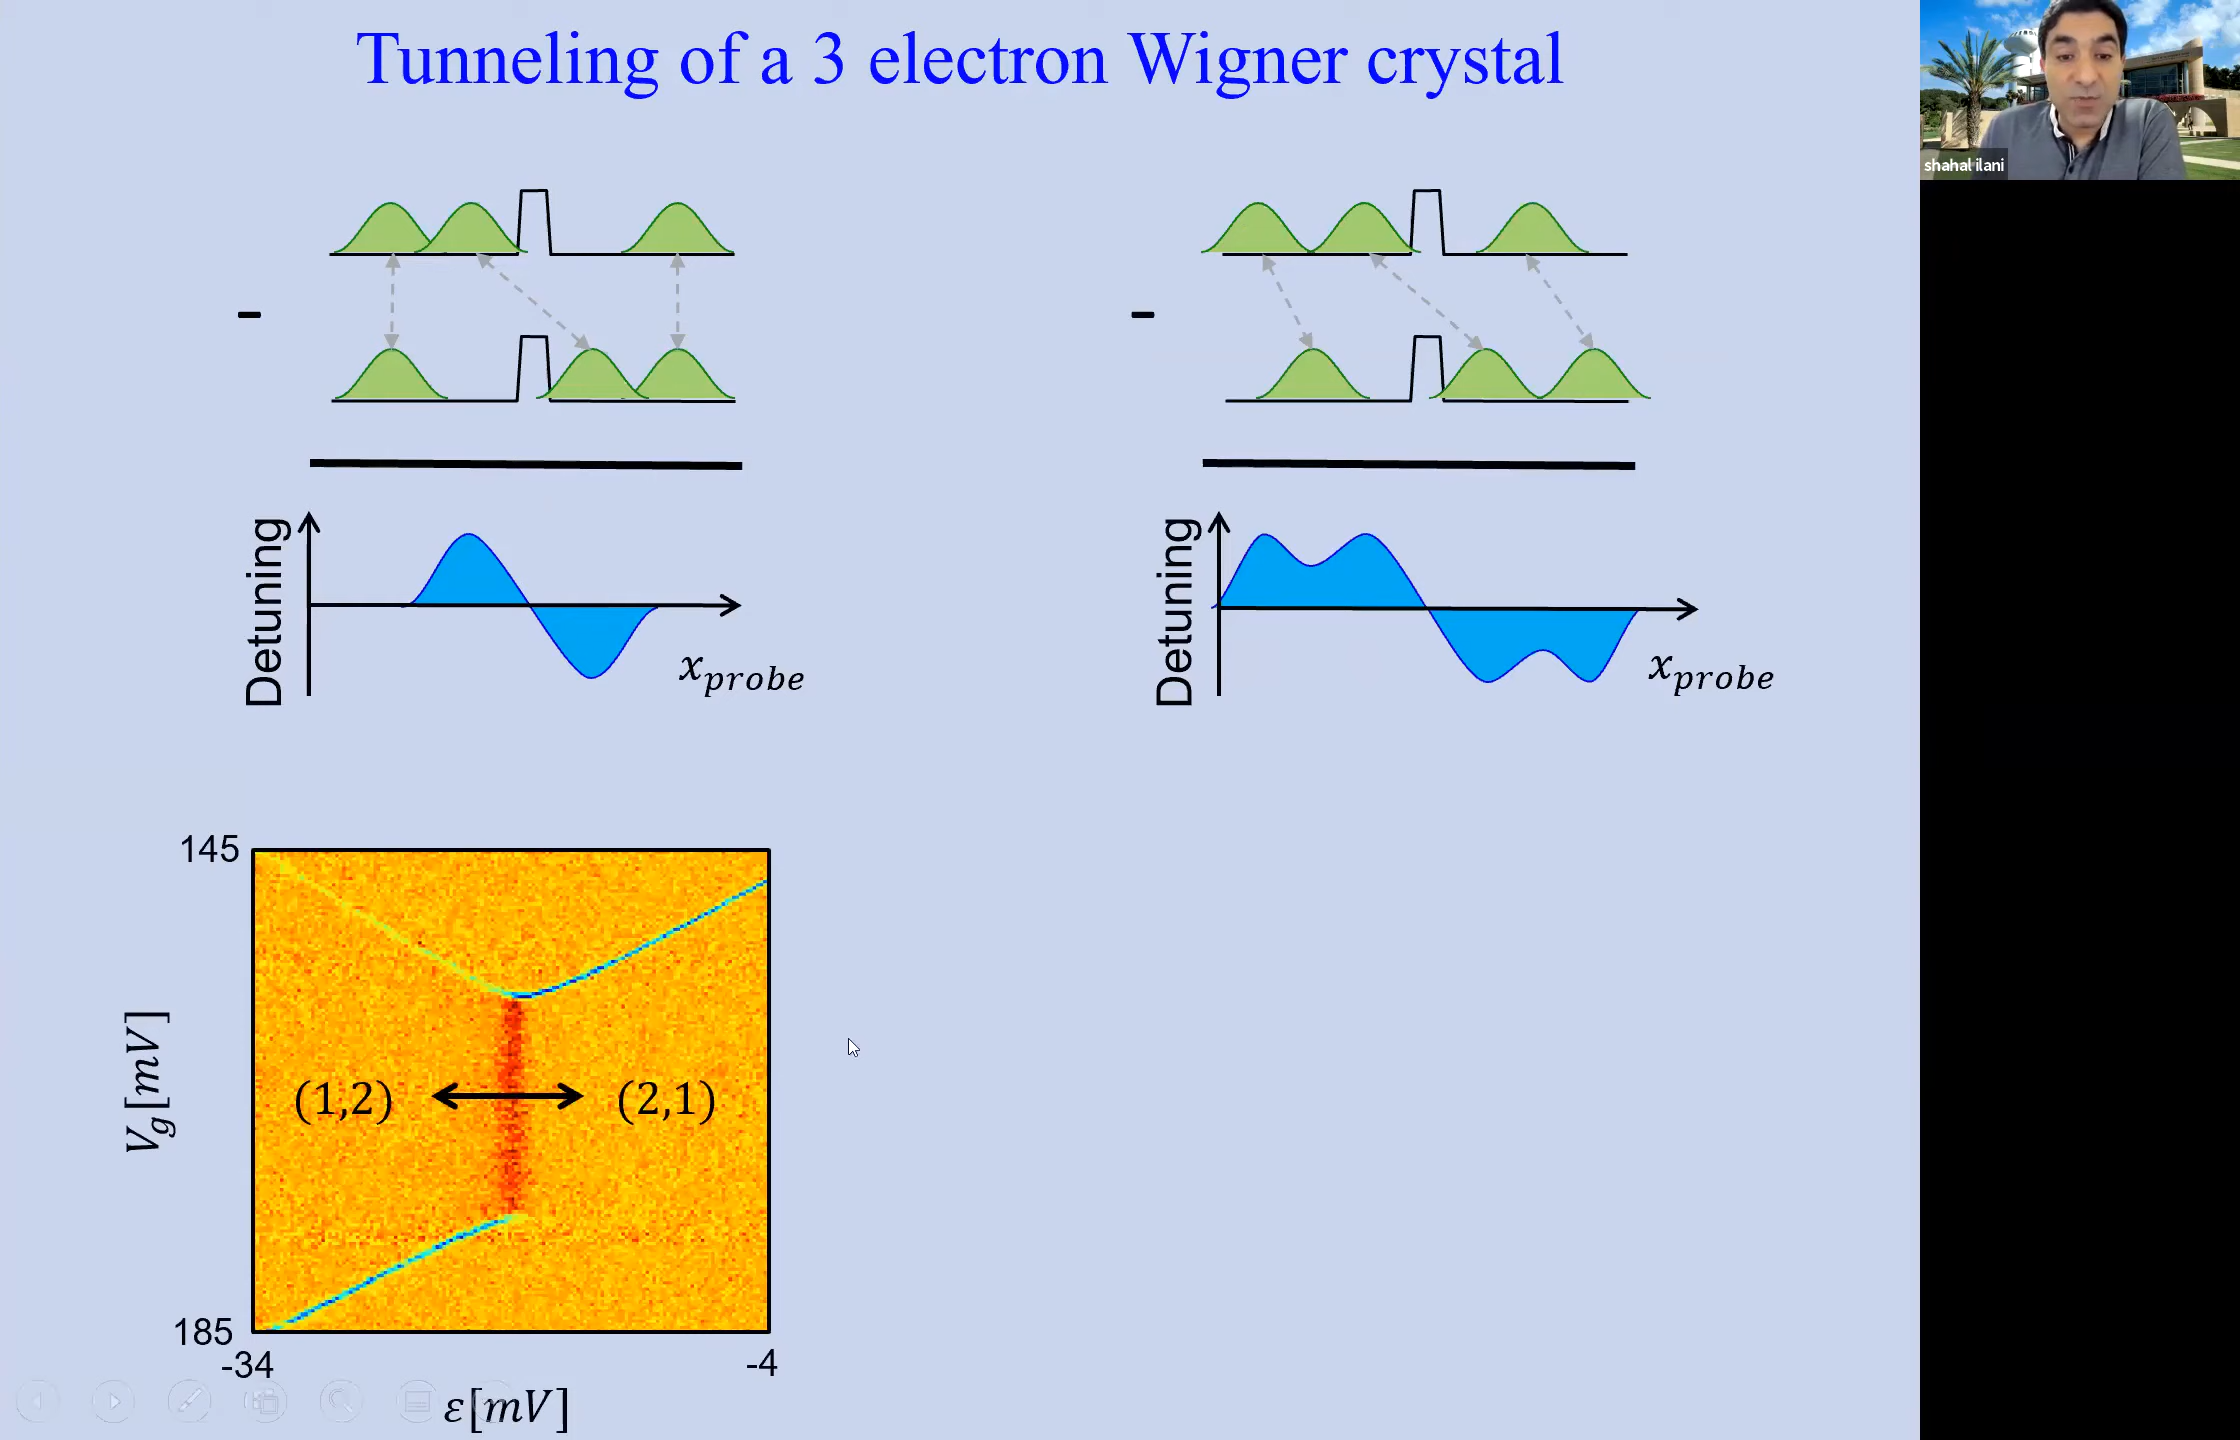 Tunneling of a 3 electron Wigner crystal
shahal ilani
-
-
Detuning
x_probe
Detuning
x_probe
145
V_g[mV]
(1,2)
(2,1)
185
-34
-4
ε[mV]